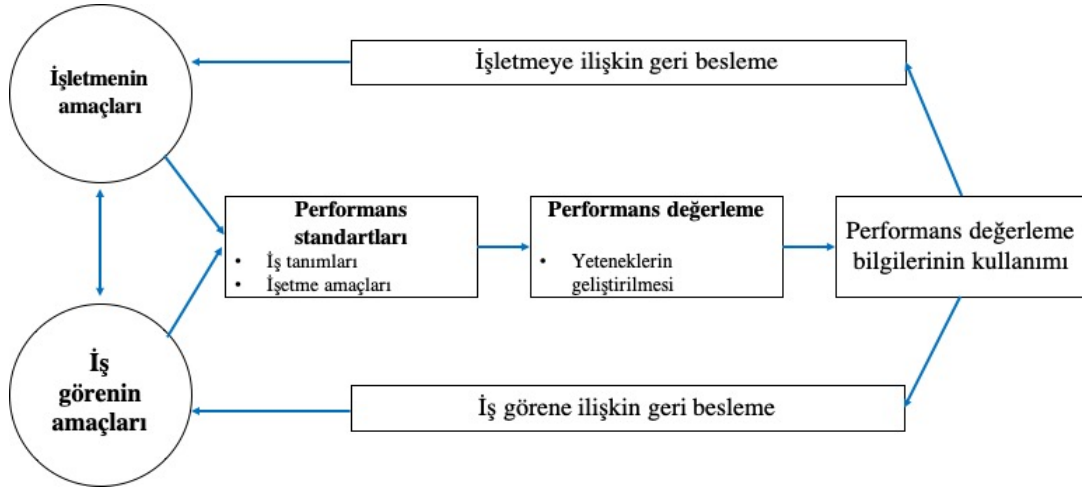 İşletmenin
amaçları
İşletmeye ilişkin geri besleme
Performans
standartları
• İş tanımları
• İşetme amaçları
Performans değerleme
• Yeteneklerin
geliştirilmesi
Performans değerleme
bilgilerinin kullanımı
İş
görenin
amaçları
İş görene ilişkin geri besleme